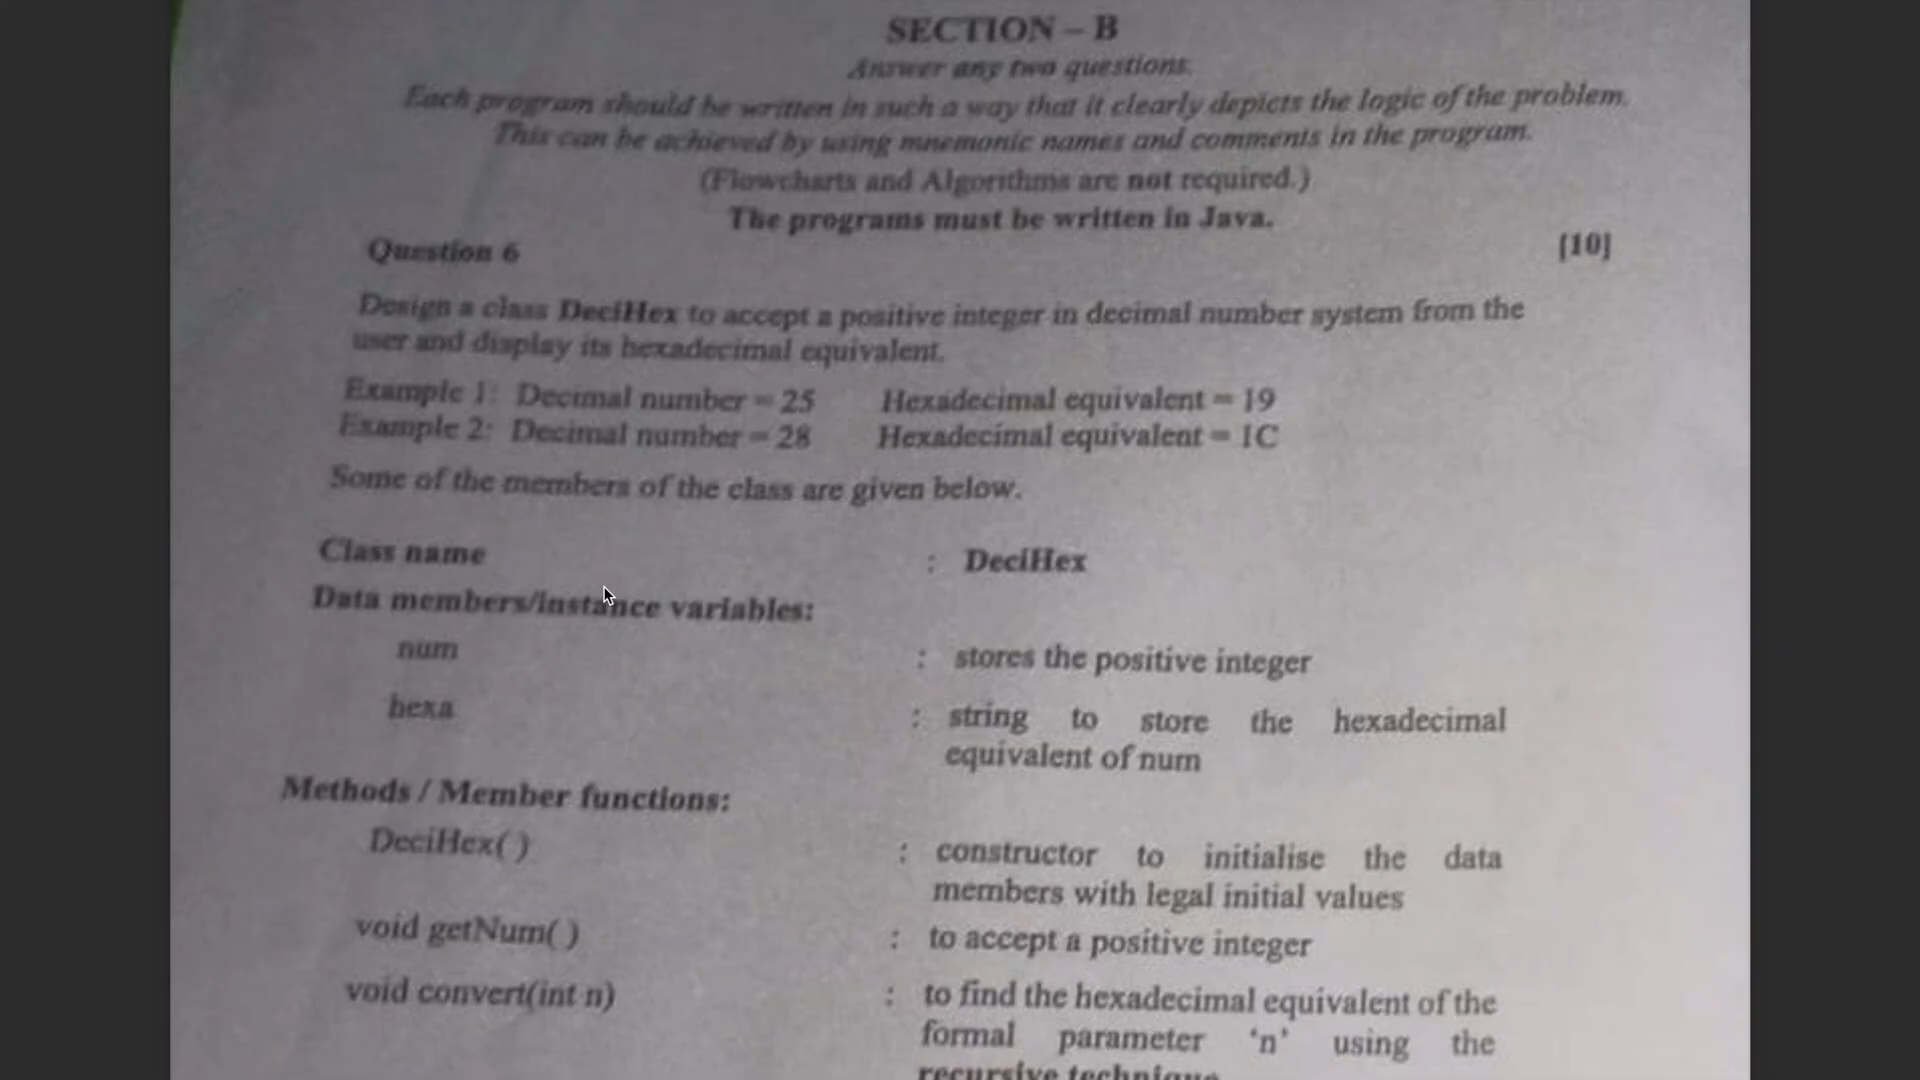 SECTION – B
Answer any two questions.
Each program should be written in such a way that it clearly depicts the logic of the problem.
This can be achieved by using mnemonic names and comments in the program.
(Flowcharts and Algorithms are not required.)
The programs must be written in Java.
Question 6 [10]
Design a class DeciHex to accept a positive integer in decimal number system from the
user and display its hexadecimal equivalent.
Example 1: Decimal number = 25 Hexadecimal equivalent = 19
Example 2: Decimal number = 28 Hexadecimal equivalent = 1C
Some of the members of the class are given below.
Class name : DeciHex
Data members/instance variables:
num : stores the positive integer
hexa : string to store the hexadecimal
equivalent of num
Methods / Member functions:
DeciHex( ) : constructor to initialise the data
members with legal initial values
void getNum( ) : to accept a positive integer
void convert(int n) : to find the hexadecimal equivalent of the
formal parameter ‘n’ using the
recursive technique